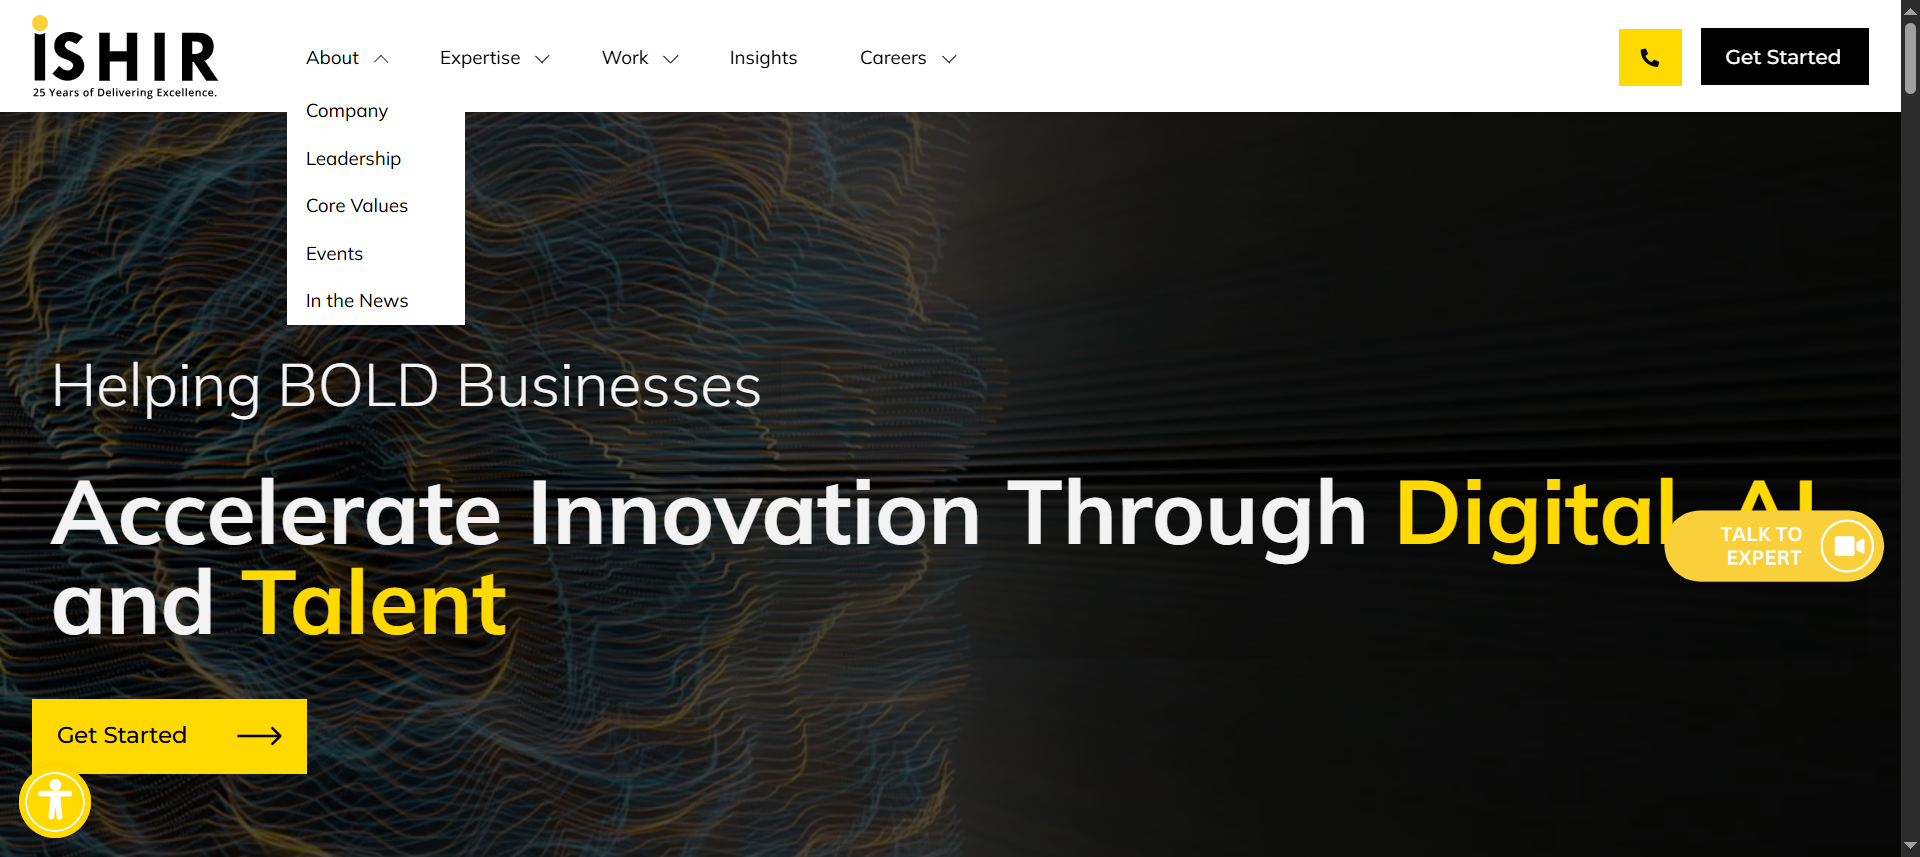 iSHIR
25 Years of Delivering Excellence.
About
Expertise
Work
Insights
Careers
Get Started
Company
Leadership
Core Values
Events
In the News
Helping BOLD Businesses
Accelerate Innovation Through Digital, AI
and Talent
TALK TO
EXPERT
Get Started